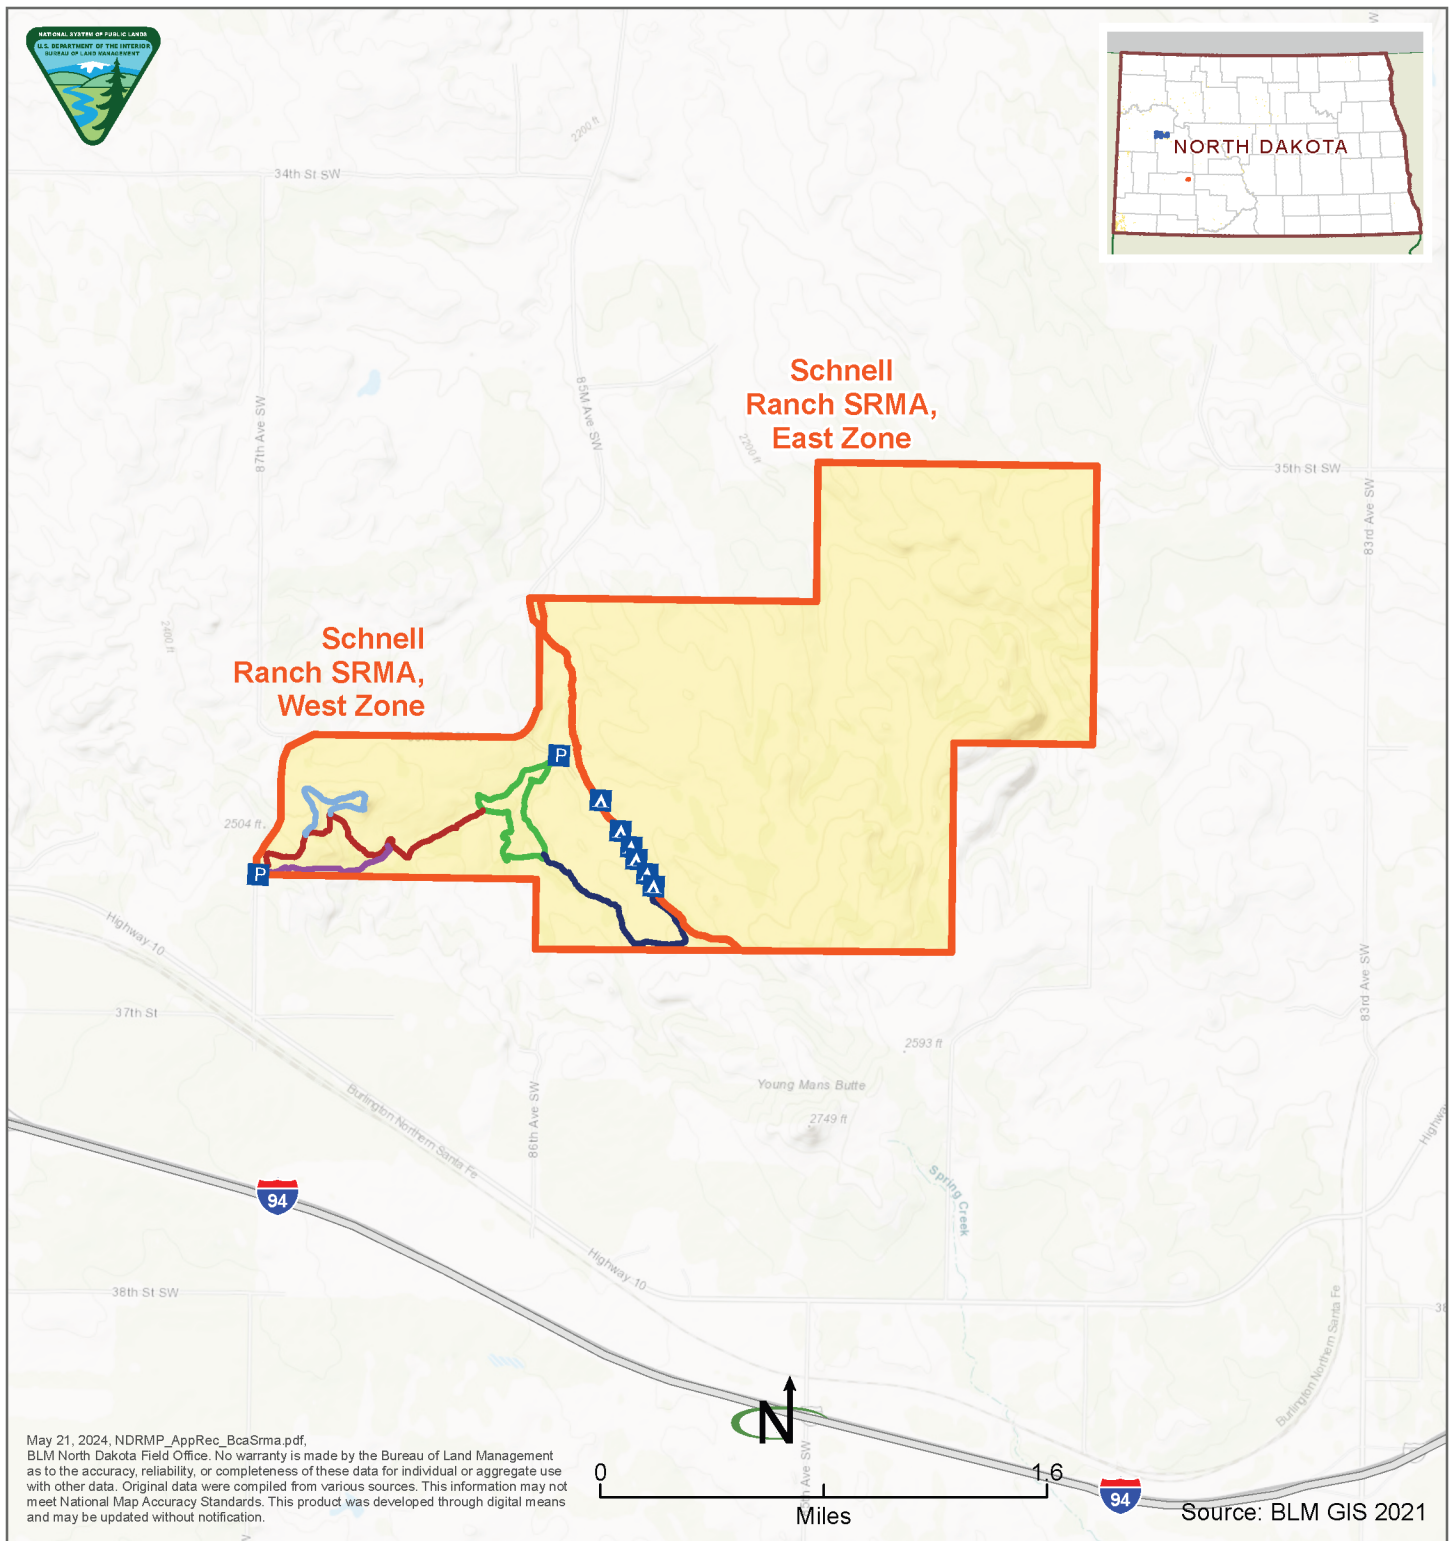 NATIONAL SYSTEM OF PUBLIC LANDS
U.S. DEPARTMENT OF THE INTERIOR
BUREAU OF LAND MANAGEMENT
NORTH DAKOTA
2200 ft
34th St SW
87th Ave SW
85M Ave SW
2200 ft
35th St SW
83rd Ave SW
Schnell
Ranch SRMA,
East Zone
2400 ft
Schnell
Ranch SRMA,
West Zone
P
2504 ft
P
Highway 10
37th St
83rd Ave SW
2593 ft
Young Mans Butte
2749 ft
86th Ave SW
Burlington Northern Santa Fe
Spring Creek
94
Highway 10
38th St SW
Burlington Northern Santa Fe
N
May 21, 2024, NDRMP_AppRec_BcaSrma.pdf,
BLM North Dakota Field Office. No warranty is made by the Bureau of Land Management
as to the accuracy, reliability, or completeness of these data for individual or aggregate use
with other data. Original data were compiled from various sources. This information may not
meet National Map Accuracy Standards. This product was developed through digital means
and may be updated without notification.
0 1.6
Miles
94
Source: BLM GIS 2021